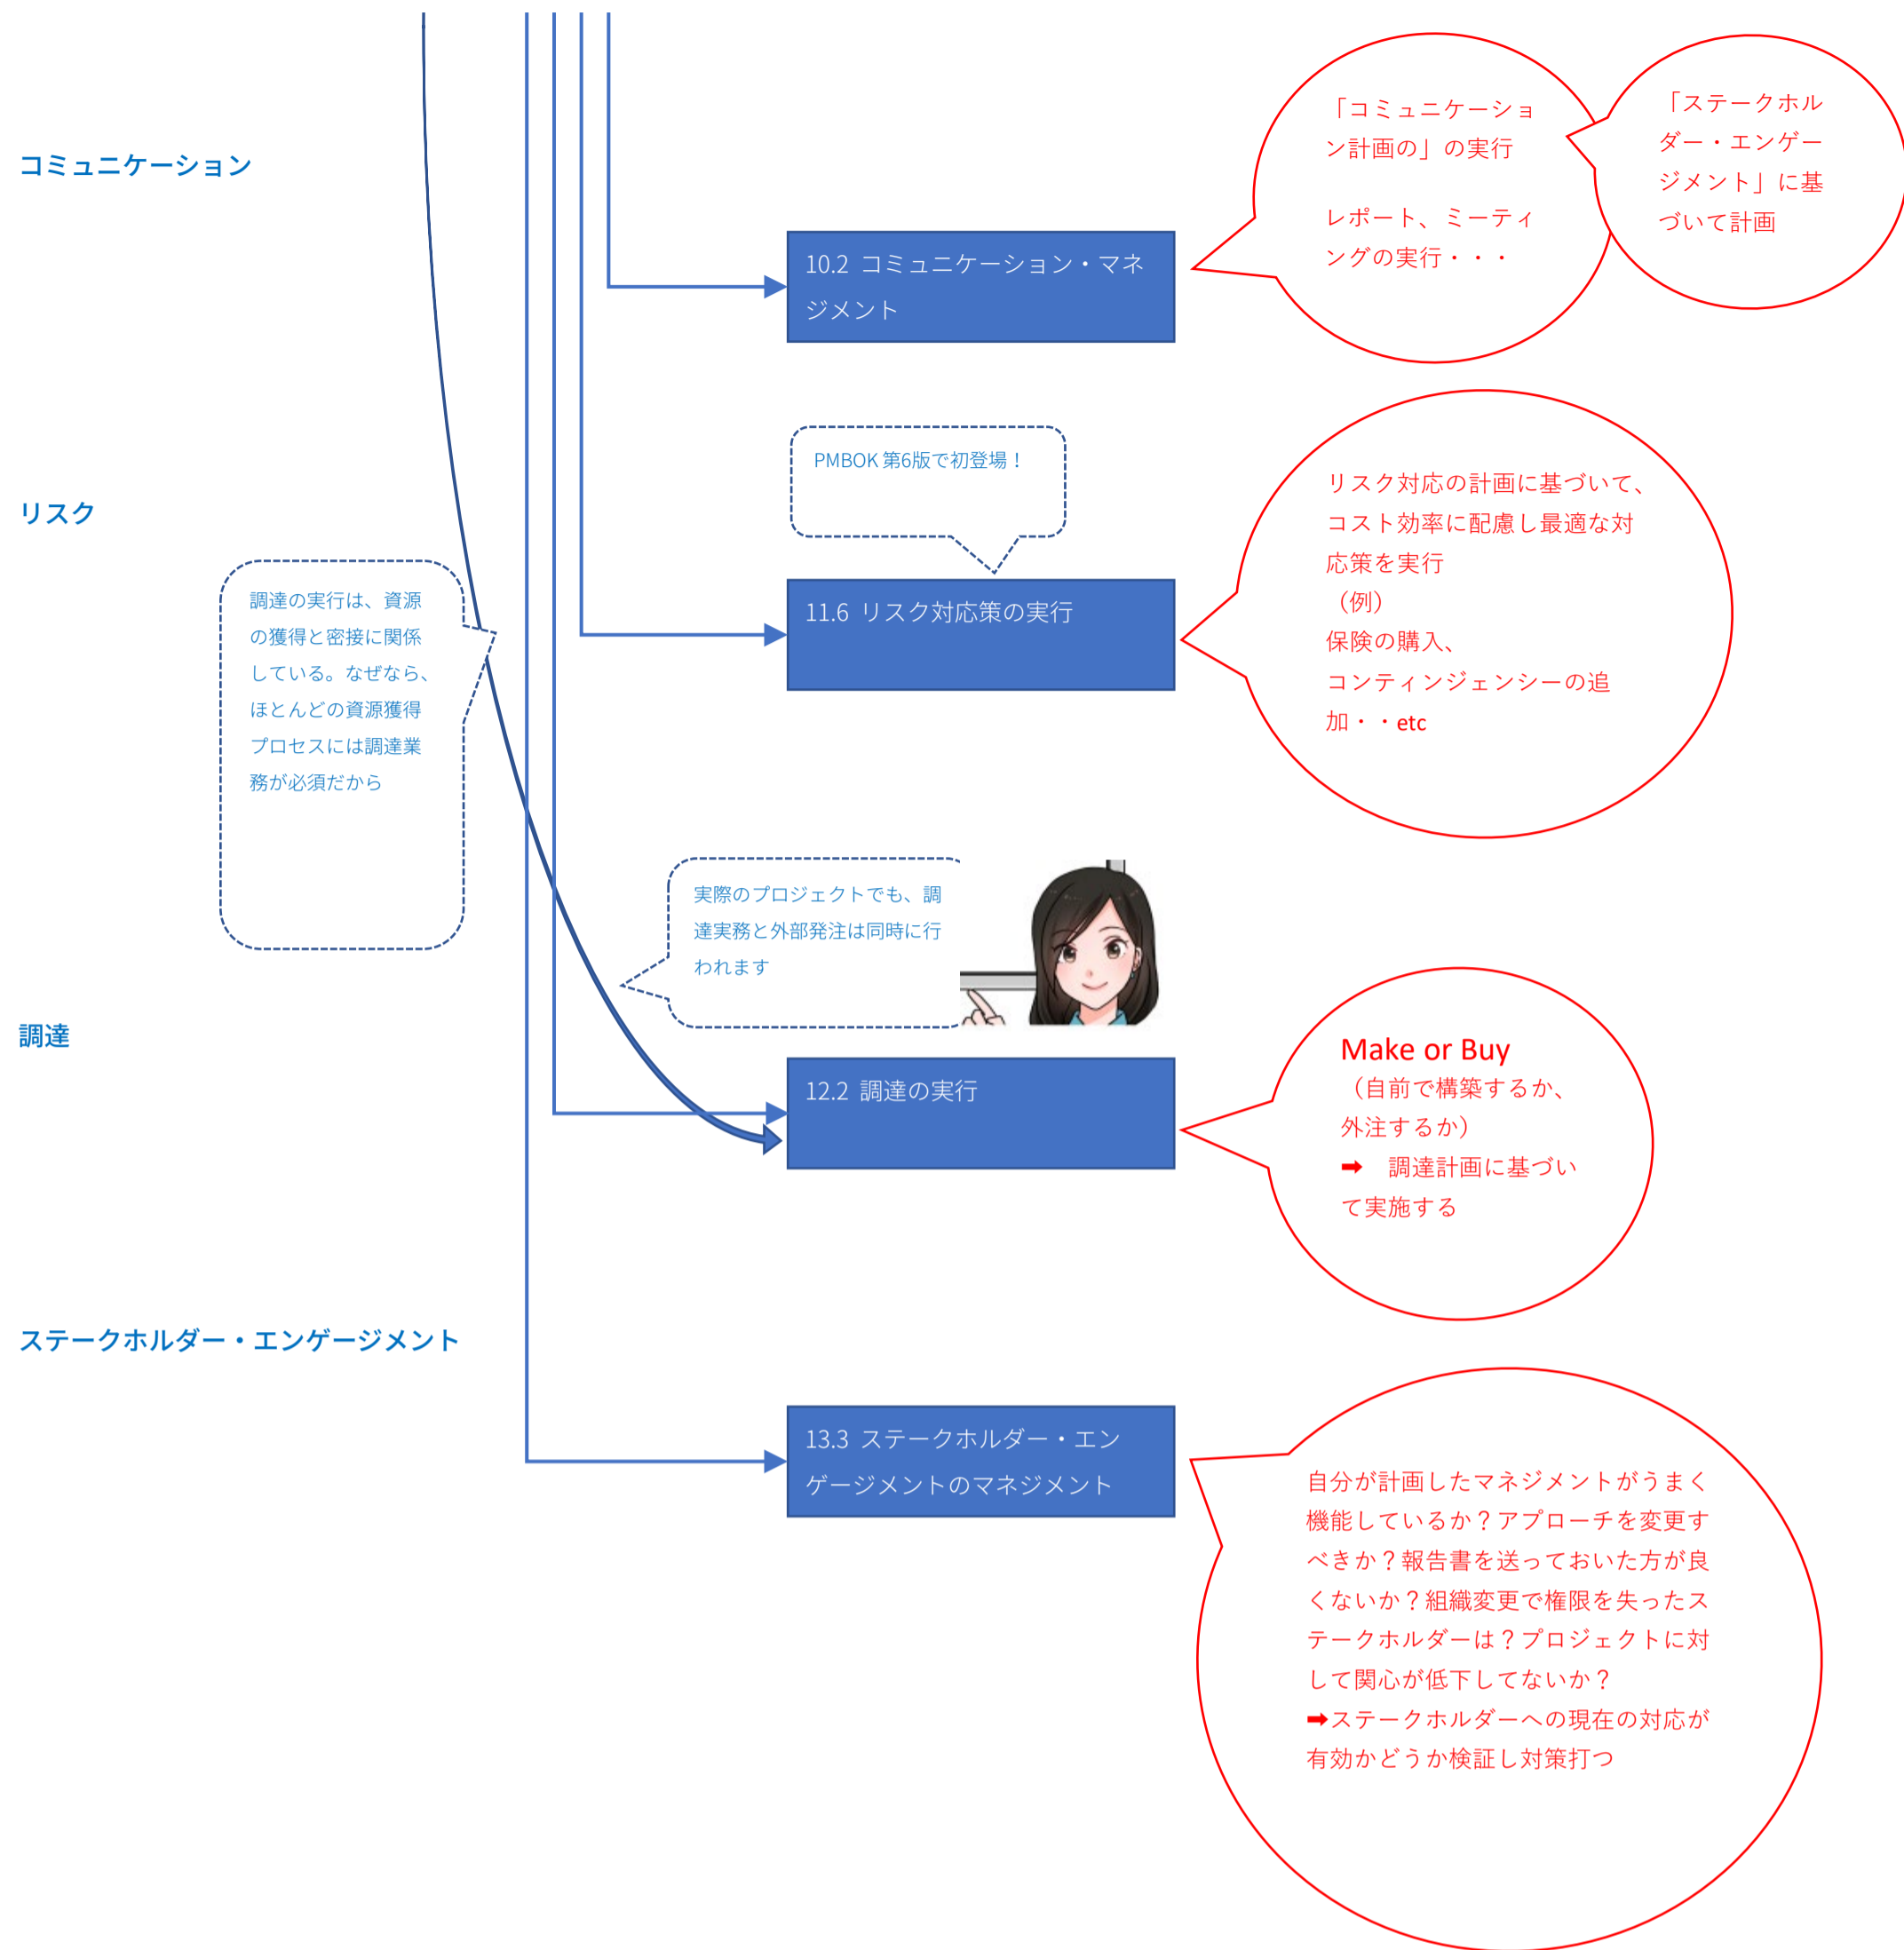 コミュニケーション
「コミュニケーショ
ン計画の」の実行
レポート、ミーティ
ングの実行・・・
「ステークホル
ダー・エンゲー
ジメント」に基
づいて計画
10.2 コミュニケーション・マネ
ジメント
リスク
PMBOK 第6版で初登場！
11.6 リスク対応策の実行
リスク対応の計画に基づいて、
コスト効率に配慮し最適な対
応策を実行
（例）
保険の購入、
コンティンジェンシーの追
加・・etc
調達の実行は、資源
の獲得と密接に関係
している。なぜなら、
ほとんどの資源獲得
プロセスには調達業
務が必須だから
実際のプロジェクトでも、調
達実務と外部発注は同時に行
われます
調達
12.2 調達の実行
Make or Buy
（自前で構築するか、
外注するか）
➡ 調達計画に基づい
て実施する
ステークホルダー・エンゲージメント
13.3 ステークホルダー・エン
ゲージメントのマネジメント
自分が計画したマネジメントがうまく
機能しているか？アプローチを変更す
べきか？報告書を送っておいた方が良
くないか？組織変更で権限を失ったス
テークホルダーは？プロジェクトに対
して関心が低下してないか？
➡ステークホルダーへの現在の対応が
有効かどうか検証し対策打つ